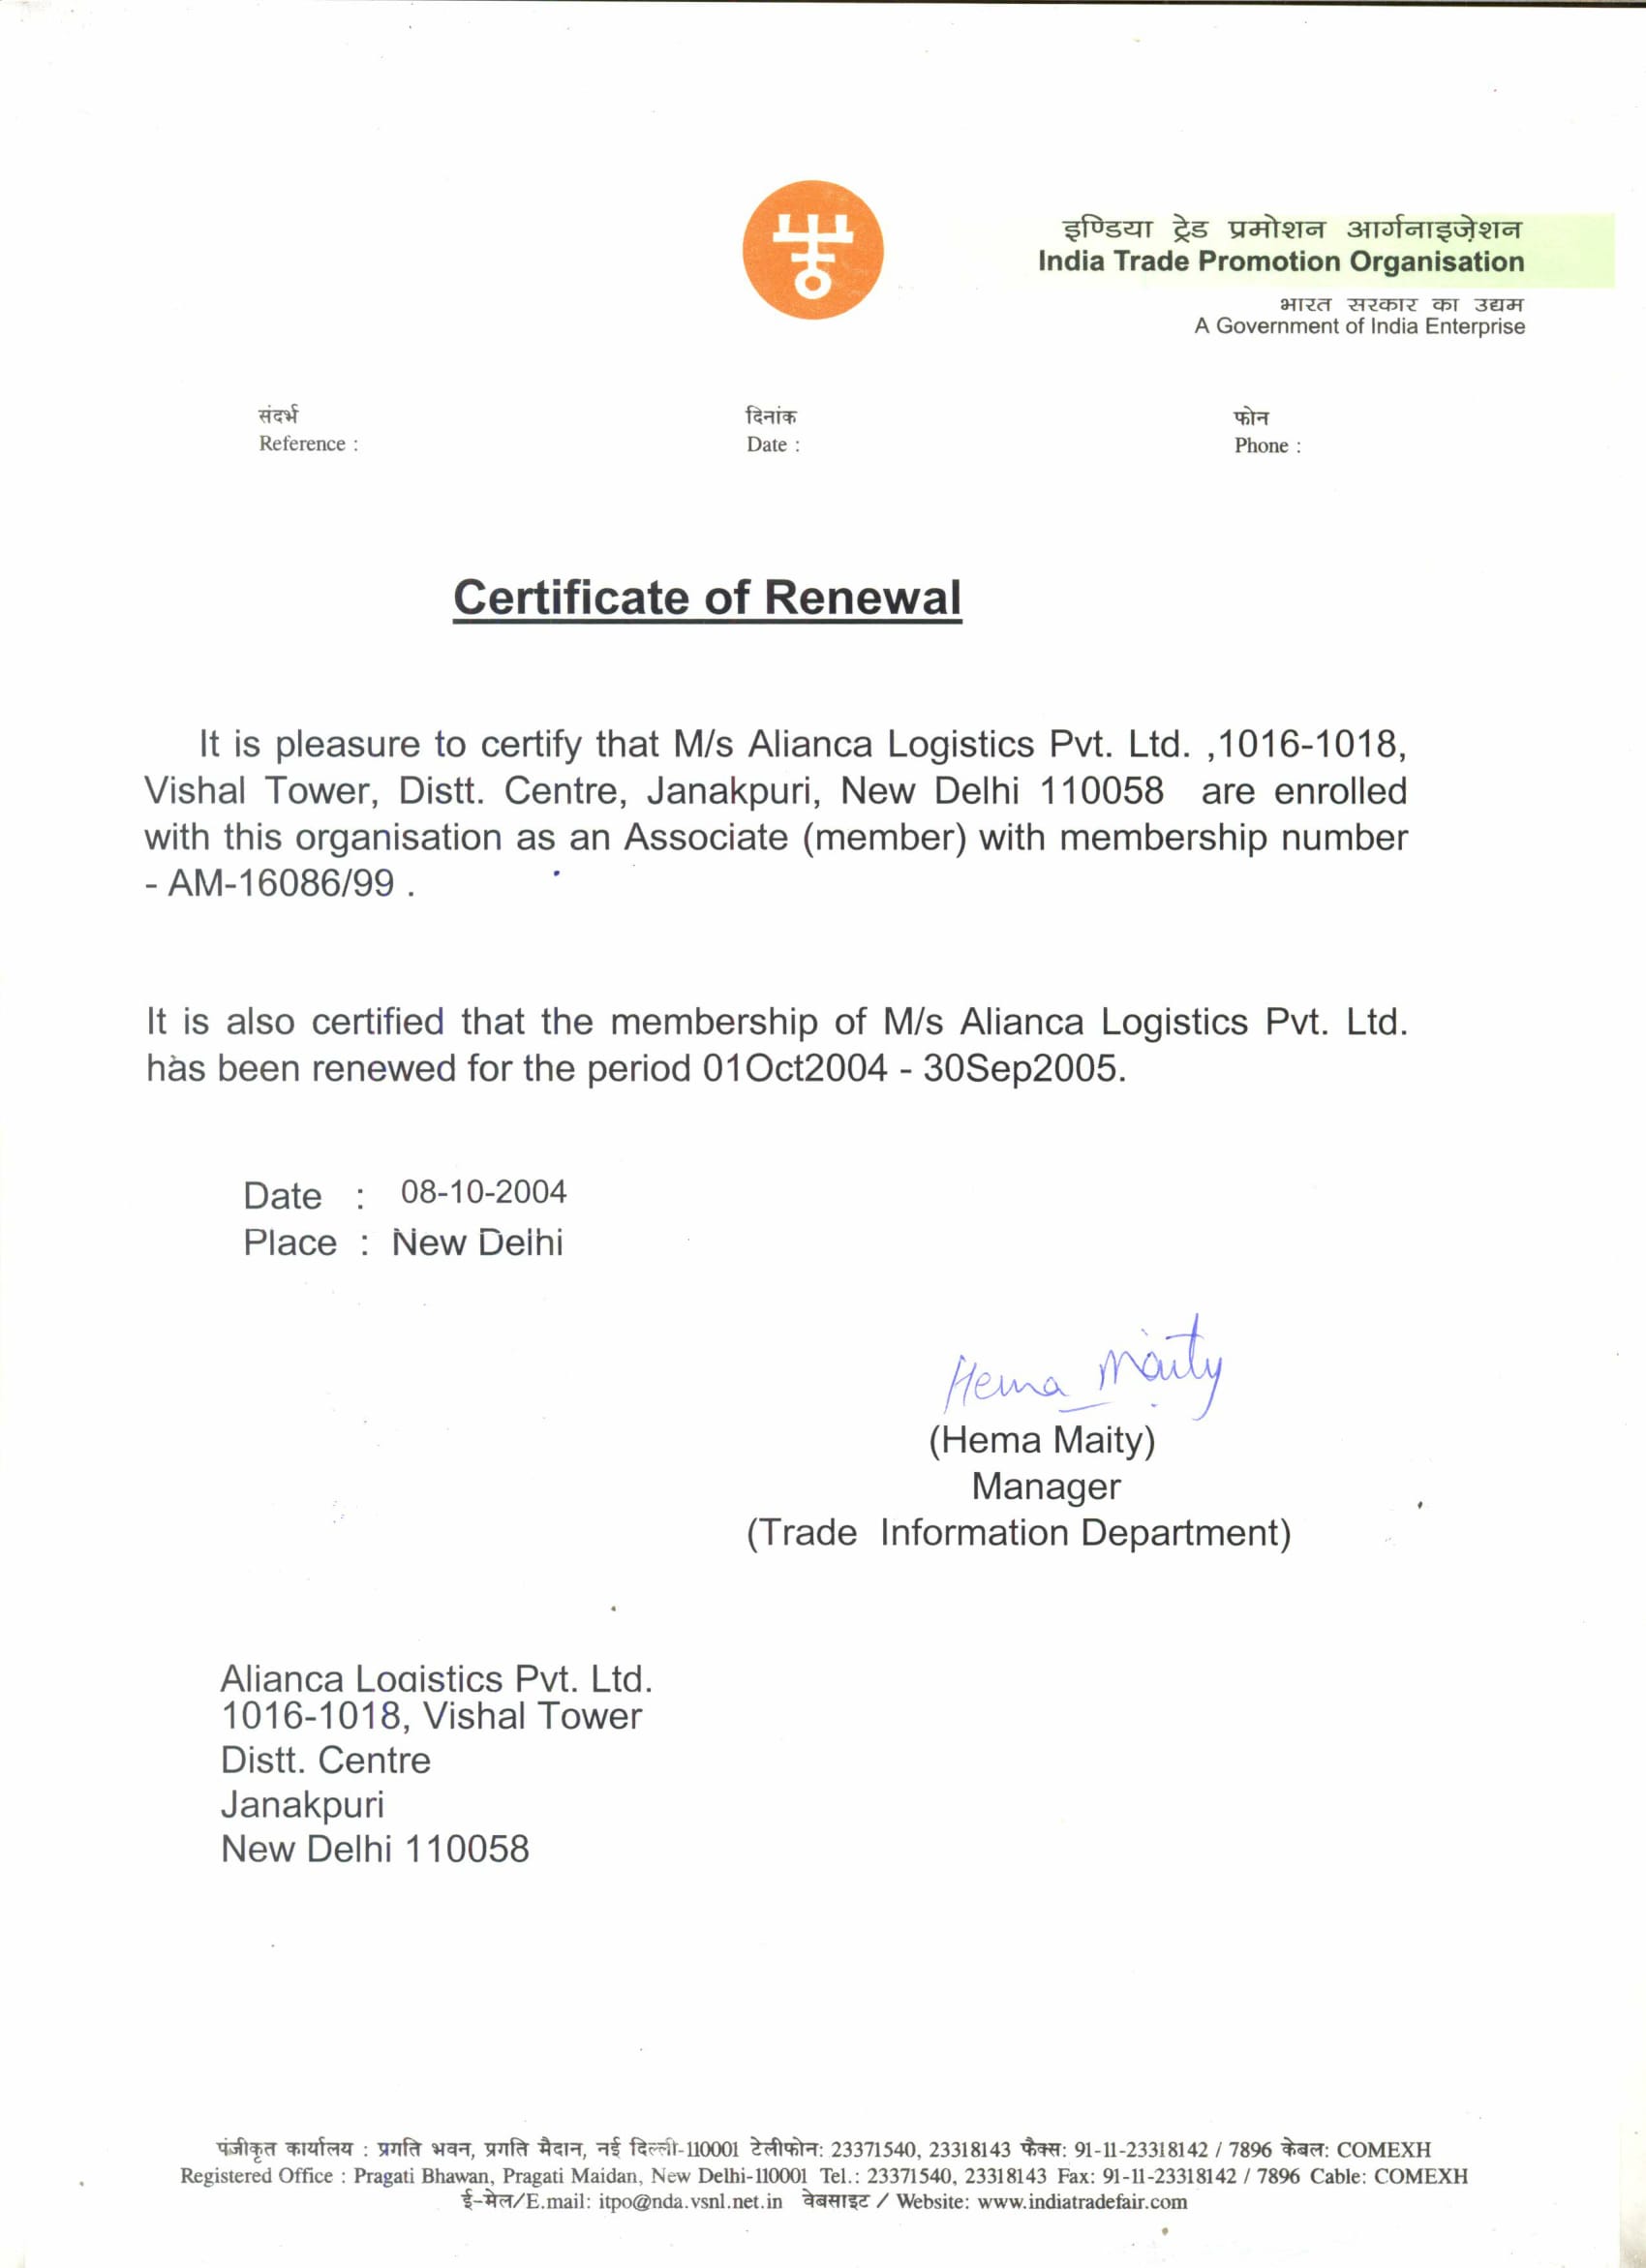 इण्डिया ट्रेड प्रमोशन आर्गनाइज़ेशन
India Trade Promotion Organisation
भारत सरकार का उद्यम
A Government of India Enterprise
संदर्भ दिनांक फोन
Reference : Date : Phone :
Certificate of Renewal
It is pleasure to certify that M/s Alianca Logistics Pvt. Ltd. ,1016-1018,
Vishal Tower, Distt. Centre, Janakpuri, New Delhi 110058 are enrolled
with this organisation as an Associate (member) with membership number
- AM-16086/99 .
It is also certified that the membership of M/s Alianca Logistics Pvt. Ltd.
has been renewed for the period 01Oct2004 - 30Sep2005.
Date : 08-10-2004
Place : New Delhi
Hema Maity
(Hema Maity)
Manager
(Trade Information Department)
Alianca Logistics Pvt. Ltd.
1016-1018, Vishal Tower
Distt. Centre
Janakpuri
New Delhi 110058
पंजीकृत कार्यालय : प्रगति भवन, प्रगति मैदान, नई दिल्ली-110001 टेलीफोन: 23371540, 23318143 फैक्स: 91-11-23318142 / 7896 केबल: COMEXH
Registered Office : Pragati Bhawan, Pragati Maidan, New Delhi-110001 Tel.: 23371540, 23318143 Fax: 91-11-23318142 / 7896 Cable: COMEXH
ई-मेल/E.mail: itpo@nda.vsnl.net.in वेबसाइट / Website: www.indiatradefair.com